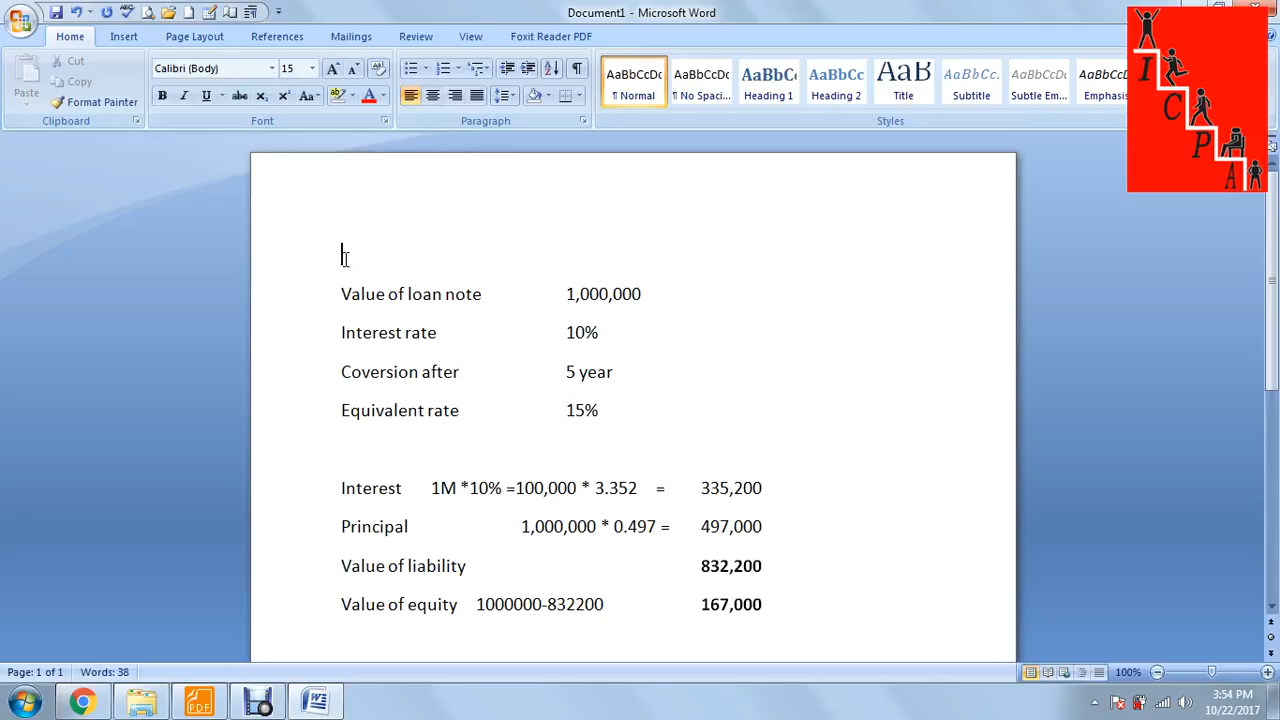 Document1 - Microsoft Word
Home Insert Page Layout References Mailings Review View Foxit Reader PDF
Paste
Cut
Copy
Format Painter
Clipboard
Calibri (Body) 15
Font
Paragraph
AaBbCcDc AaBbCcDc AaBbCc AaBbCc AaB AaBbCc. AaBbCcDc AaBbCcDc
¶ Normal ¶ No Spaci... Heading 1 Heading 2 Title Subtitle Subtle Em... Emphasis
Styles
I
C
P
A
Value of loan note 1,000,000
Interest rate 10%
Coversion after 5 year
Equivalent rate 15%
Interest 1M *10% =100,000 * 3.352 = 335,200
Principal 1,000,000 * 0.497 = 497,000
Value of liability 832,200
Value of equity 1000000-832200 167,000
Page: 1 of 1 Words: 38 100%
3:54 PM
10/22/2017